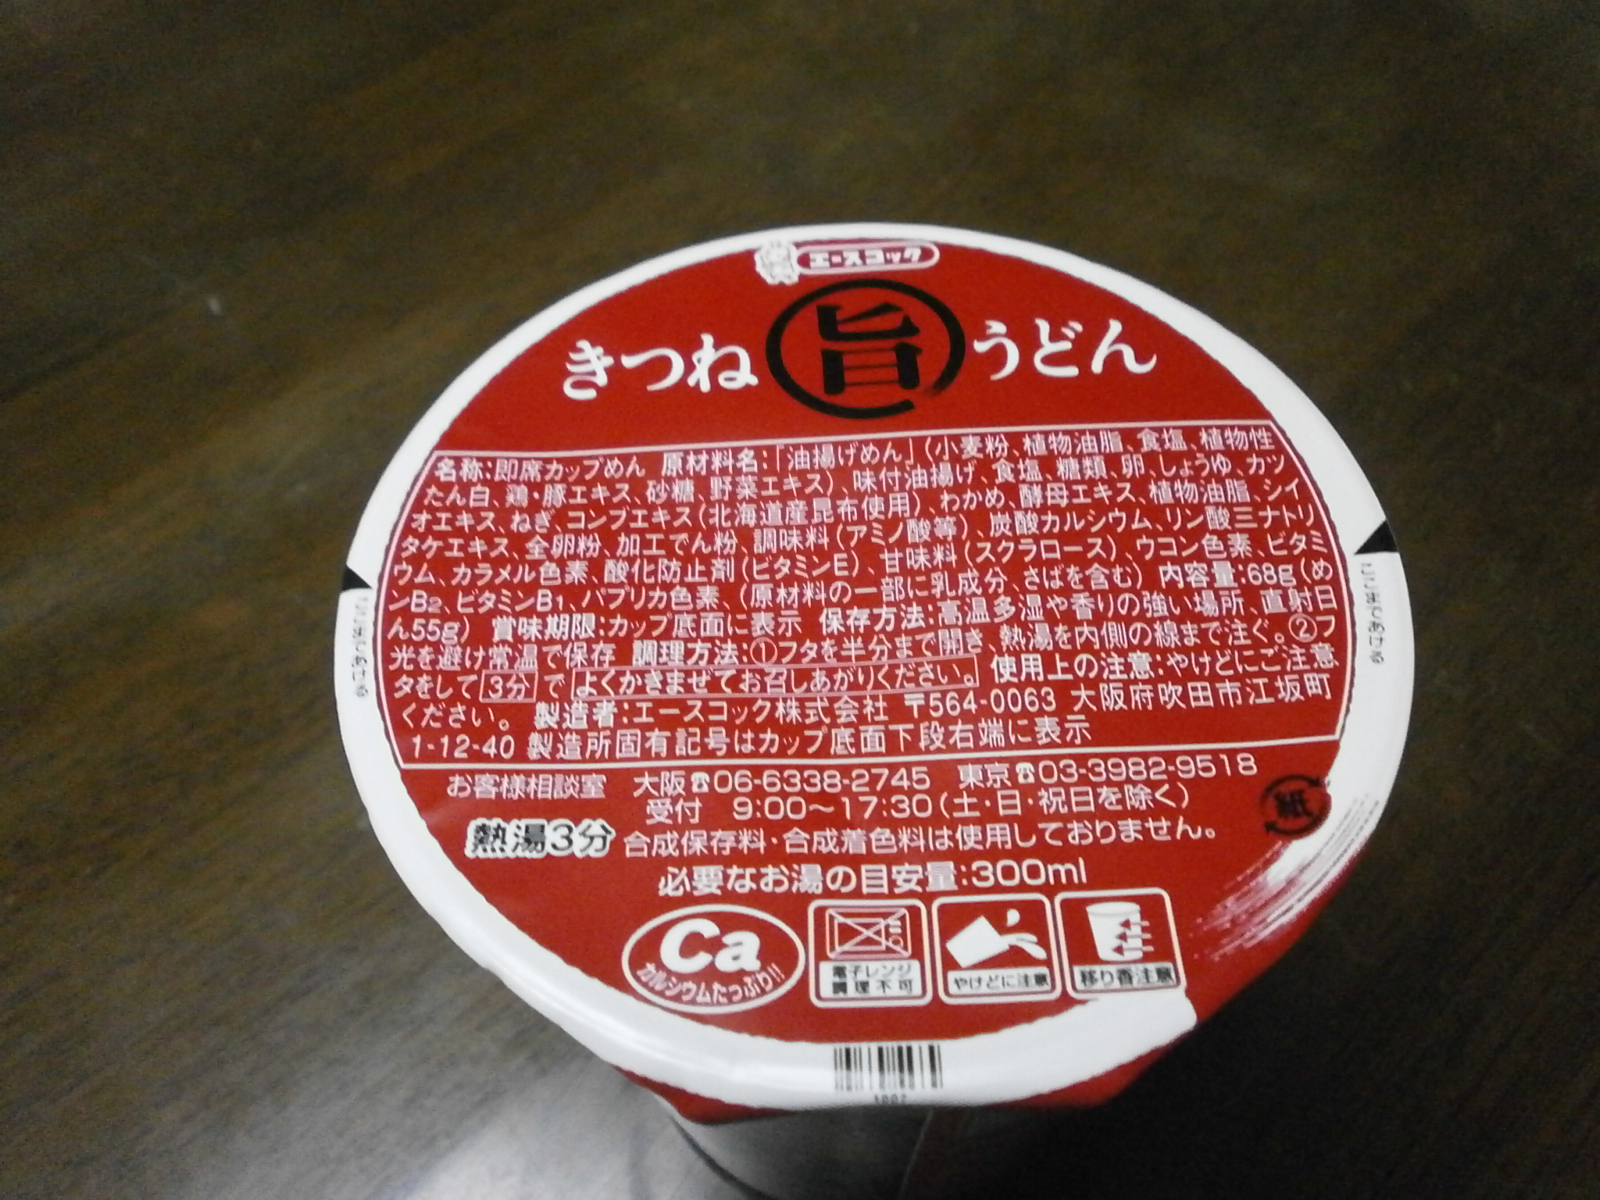 エースコック
きつね 旨 うどん
名称:即席カップめん 原材料名:「油揚げめん」(小麦粉、植物油脂、食塩、植物性
たん白、鶏・豚エキス、砂糖、野菜エキス)、味付油揚げ、食塩、糖類、卵、しょうゆ、カツ
オエキス、ねぎ、コンブエキス(北海道産昆布使用)、わかめ、酵母エキス、植物油脂、シイ
タケエキス、全卵粉、加工でん粉、調味料(アミノ酸等)、炭酸カルシウム、リン酸三ナトリ
ウム、カラメル色素、酸化防止剤(ビタミンE)、甘味料(スクラロース)、ウコン色素、ビタミ
ンB2、ビタミンB1、パプリカ色素、(原材料の一部に乳成分、さばを含む) 内容量:68g(め
ん55g) 賞味期限:カップ底面に表示 保存方法:高温多湿や香りの強い場所、直射日
光を避け常温で保存 調理方法:①フタを半分まで開き、熱湯を内側の線まで注ぐ。②フ
タをして 3分 で よくかきまぜてお召しあがりください。 使用上の注意:やけどにご注意
ください。 製造者:エースコック株式会社 〒564-0063 大阪府吹田市江坂町
1-12-40 製造所固有記号はカップ底面下段右端に表示
お客様相談室 大阪☎06-6338-2745 東京☎03-3982-9518
受付 9:00～17:30(土・日・祝日を除く)
紙
熱湯3分 合成保存料・合成着色料は使用しておりません。
必要なお湯の目安量:300ml
Ca
カルシウムたっぷり!!
電子レンジ
調理不可
やけどに注意
移り香注意
ここまであける
ここまであける